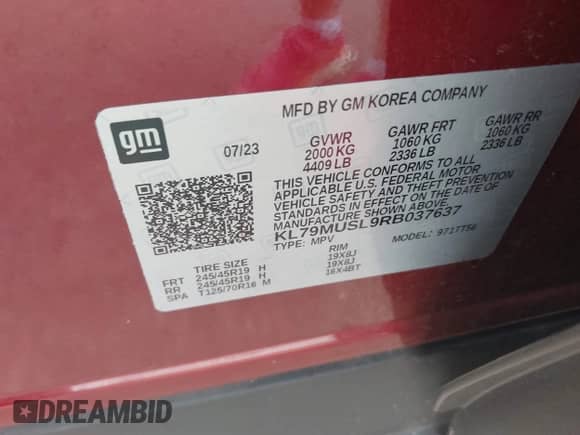 MFD BY GM KOREA COMPANY
gm
07/23
GVWR GAWR FRT GAWR RR
2000 KG 1060 KG 1060 KG
4409 LB 2336 LB 2336 LB
THIS VEHICLE CONFORMS TO ALL
APPLICABLE U.S. FEDERAL MOTOR
VEHICLE SAFETY AND THEFT PREVENTION
STANDARDS IN EFFECT ON THE DATE OF
MANUFACTURE SHOWN ABOVE.
KL79MUSL9RB037637
TYPE: MPV MODEL: 9717T56
TIRE SIZE RIM
FRT 245/45R19 H 19X8J
RR 245/45R19 H 19X8J
SPA T125/70R16 M 16X4BT
DREAMBID